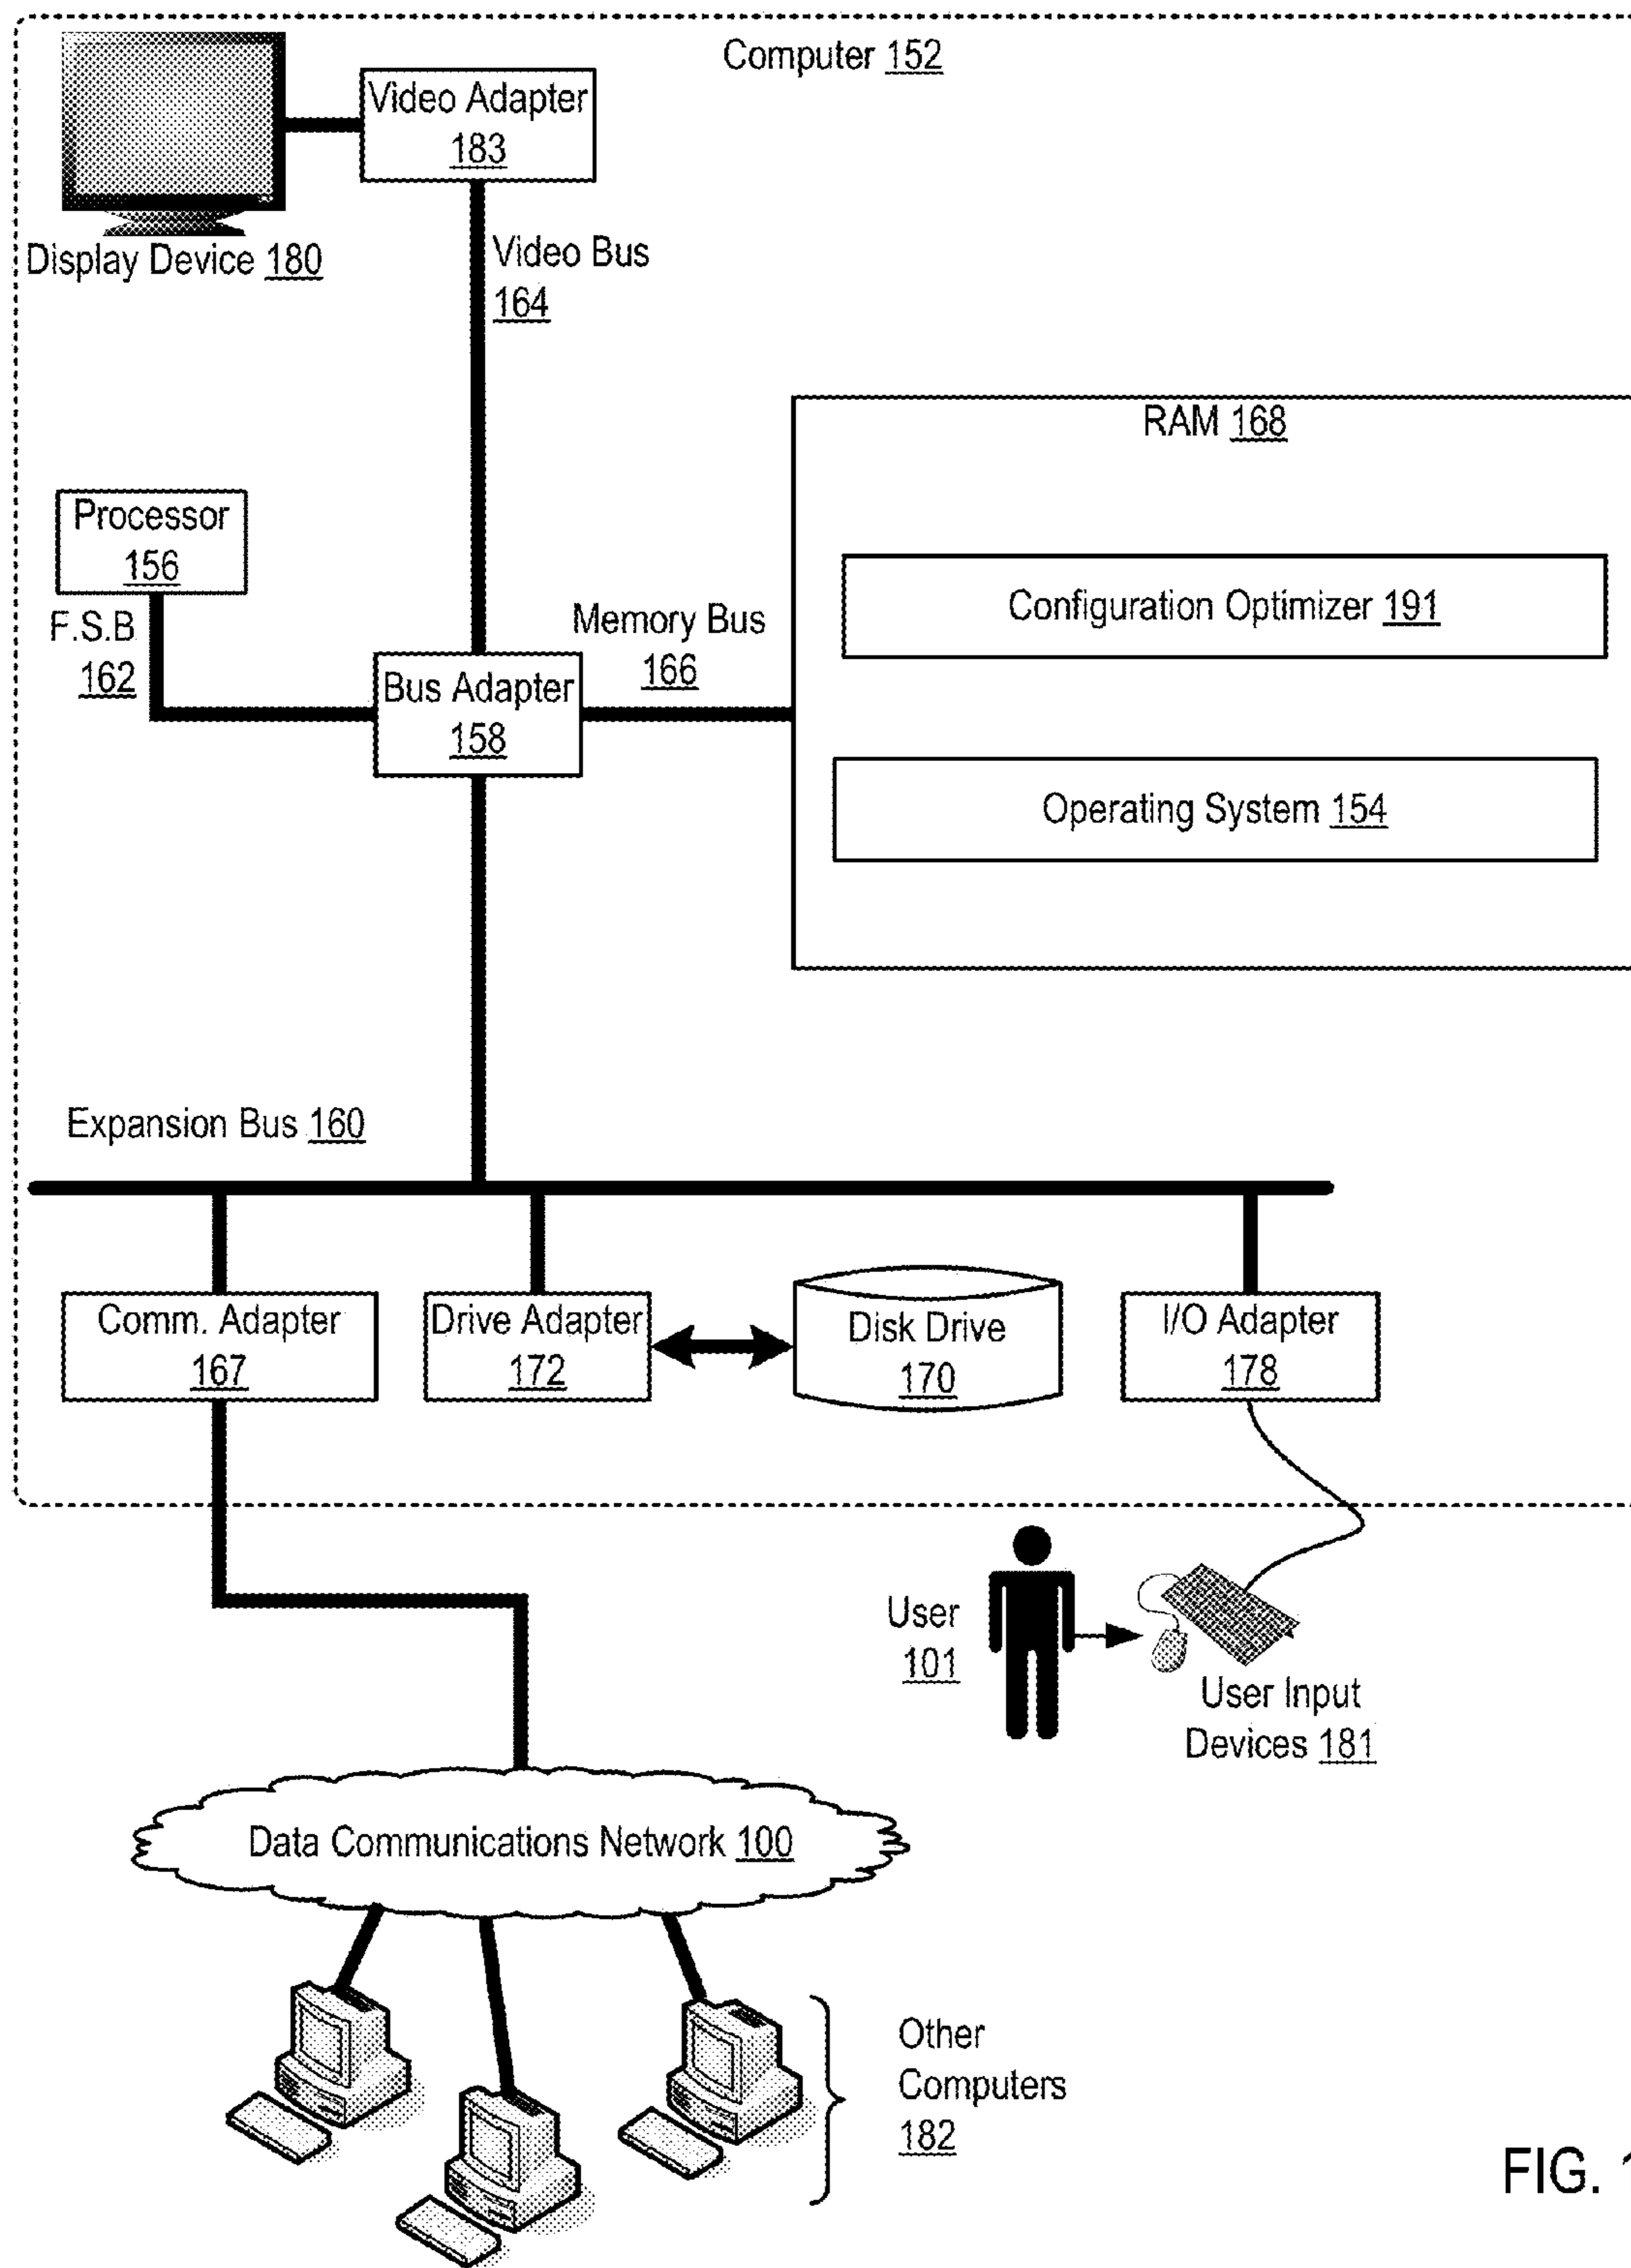 Computer 152
Video Adapter
183
Display Device 180
Video Bus
164
RAM 168
Processor
156
F.S.B
162
Configuration Optimizer 191
Memory Bus
166
Bus Adapter
158
Operating System 154
Expansion Bus 160
Comm. Adapter
167
Drive Adapter
172
Disk Drive
170
I/O Adapter
178
User
101
User Input
Devices 181
Data Communications Network 100
Other
Computers
182
FIG. 1